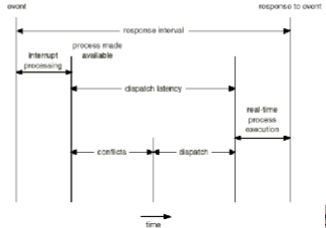 event
response to event
response interval
interrupt
processing
process made
available
dispatch latency
real-time
process
execution
conflicts
dispatch
time